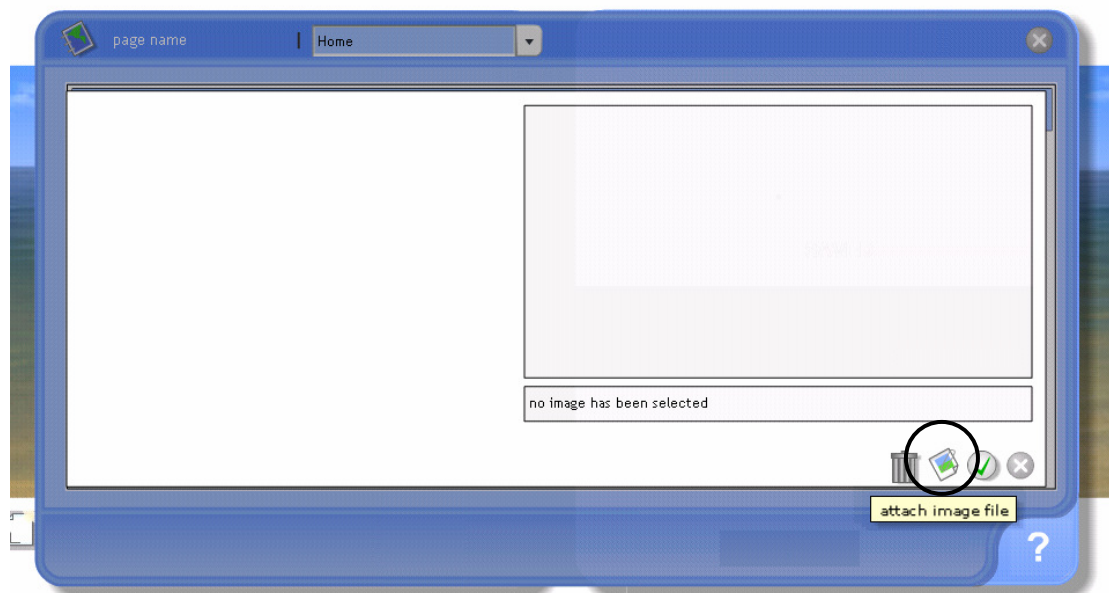 page name
Home
no image has been selected
attach image file
?